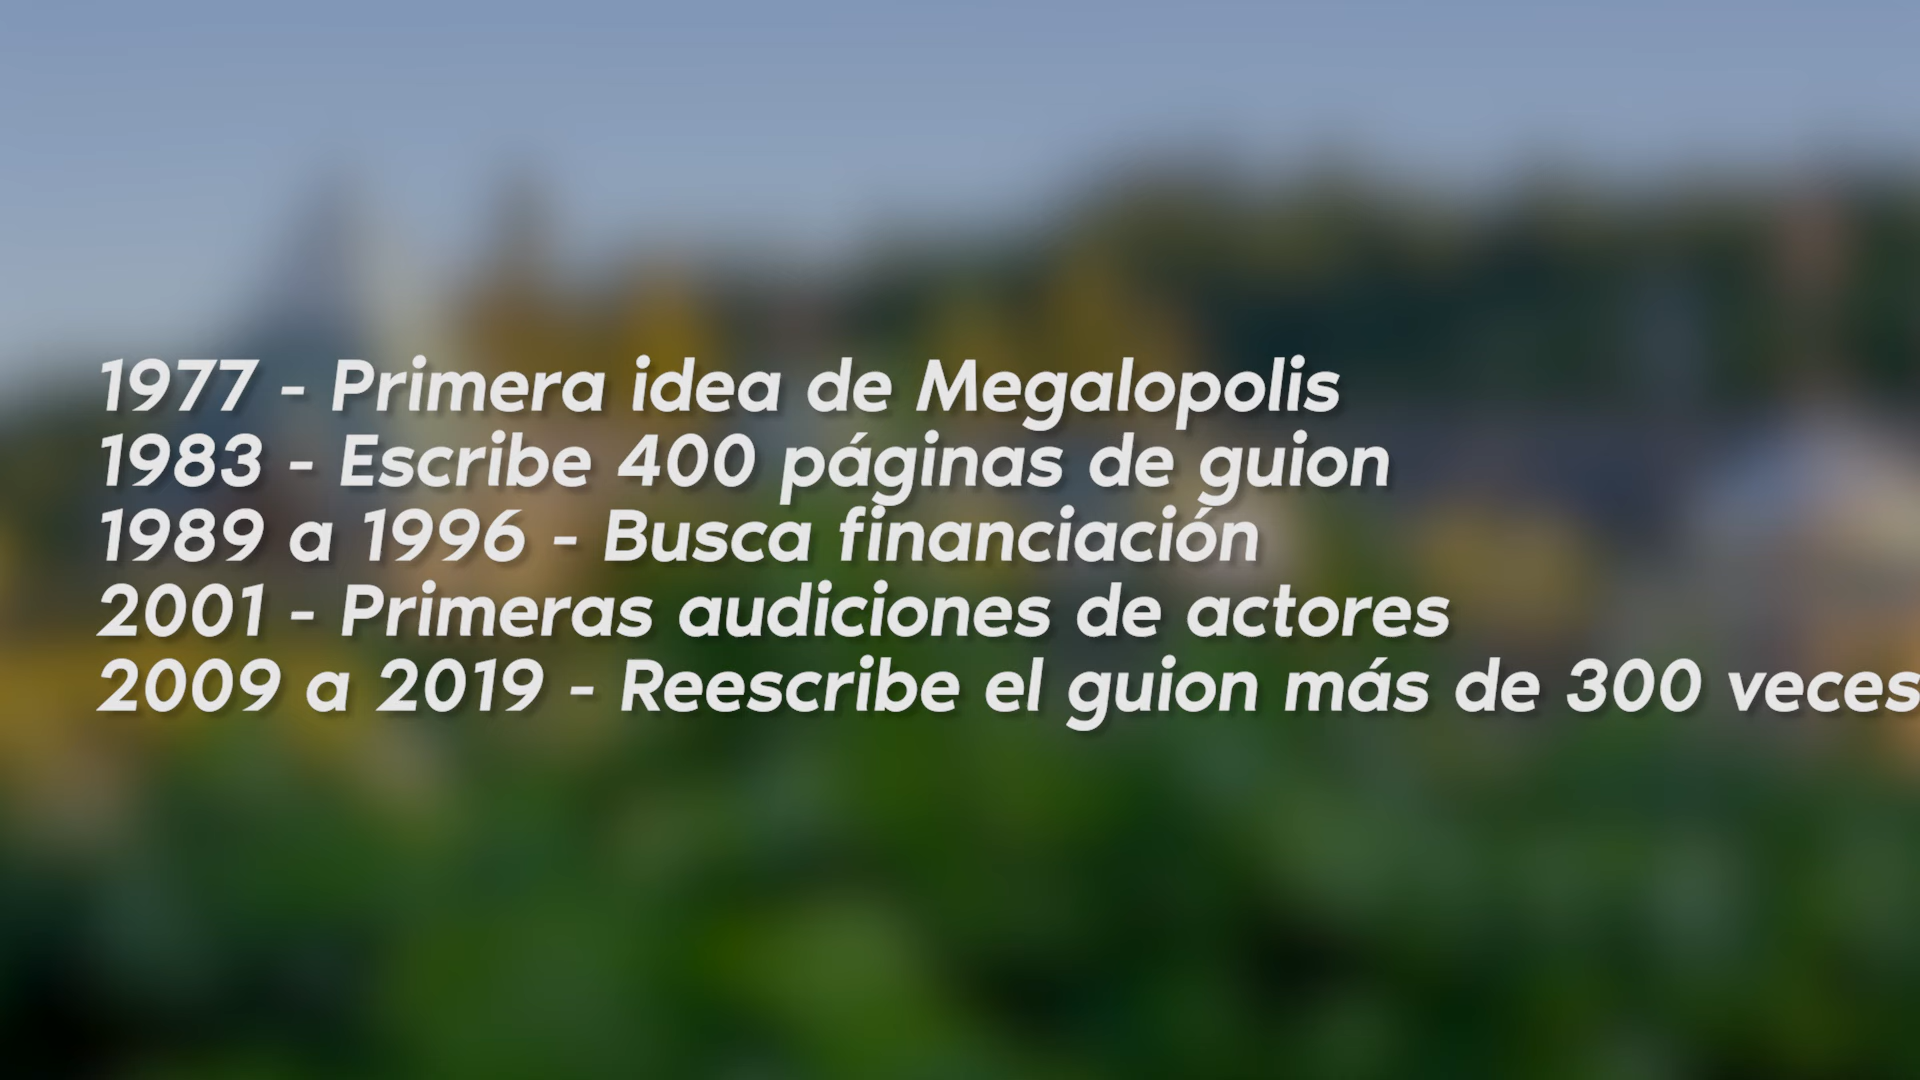 1977 - Primera idea de Megalopolis
1983 - Escribe 400 páginas de guion
1989 a 1996 - Busca financiación
2001 - Primeras audiciones de actores
2009 a 2019 - Reescribe el guion más de 300 veces